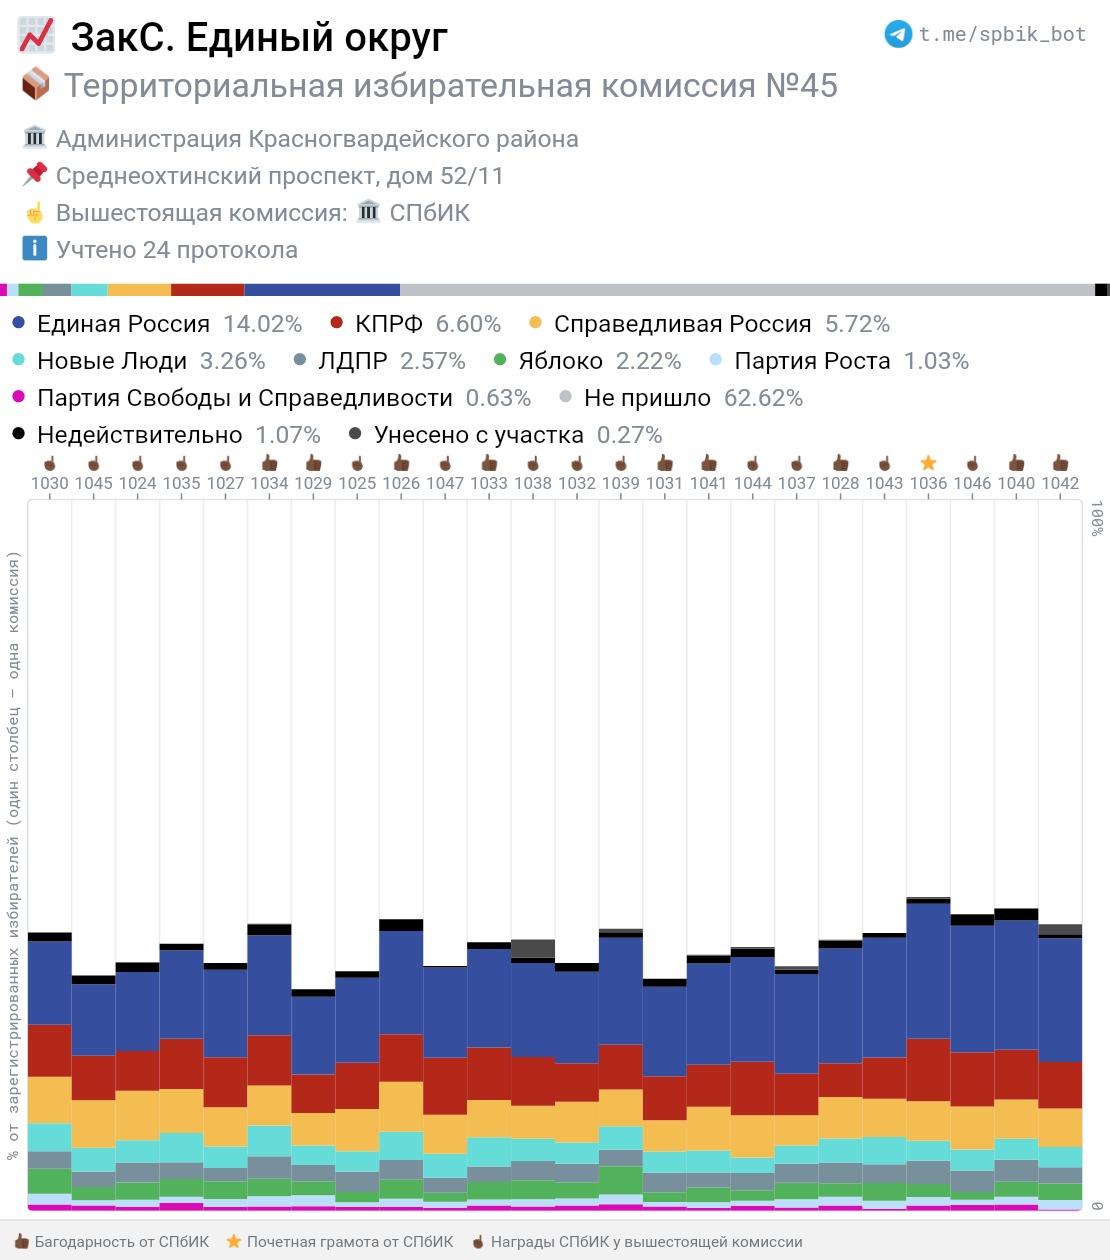 ЗакС. Единый округ
t.me/spbik_bot
Территориальная избирательная комиссия №45
Администрация Красногвардейского района
Среднеохтинский проспект, дом 52/11
Вышестоящая комиссия: СПбИК
Учтено 24 протокола
Единая Россия 14.02% КПРФ 6.60% Справедливая Россия 5.72%
Новые Люди 3.26% ЛДПР 2.57% Яблоко 2.22% Партия Роста 1.03%
Партия Свободы и Справедливости 0.63% Не пришло 62.62%
Недействительно 1.07% Унесено с участка 0.27%
1030 1045 1024 1035 1027 1034 1029 1025 1026 1047 1033 1038 1032 1039 1031 1041 1044 1037 1028 1043 1036 1046 1040 1042
% от зарегистрированных избирателей (один столбец — одна комиссия)
100%
0
Багодарность от СПбИК Почетная грамота от СПбИК Награды СПбИК у вышестоящей комиссии